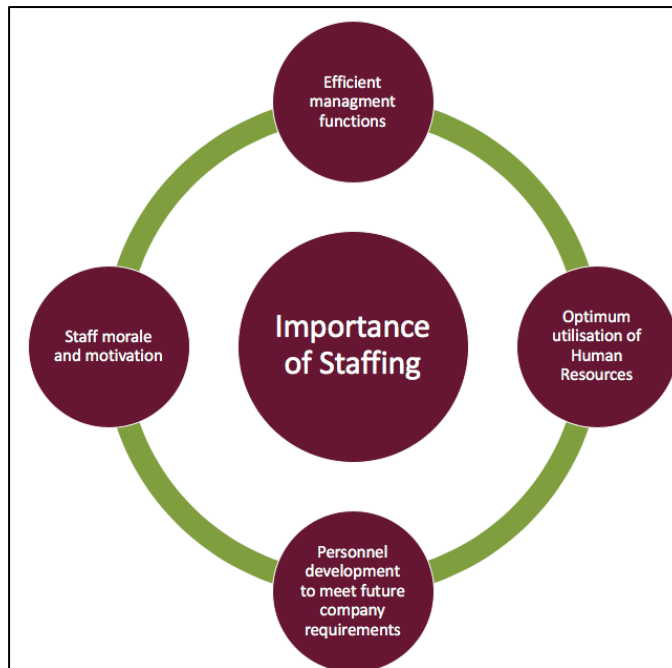 Efficient
managment
functions
Staff morale
and motivation
Importance
of Staffing
Optimum
utilisation of
Human
Resources
Personnel
development
to meet future
company
requirements